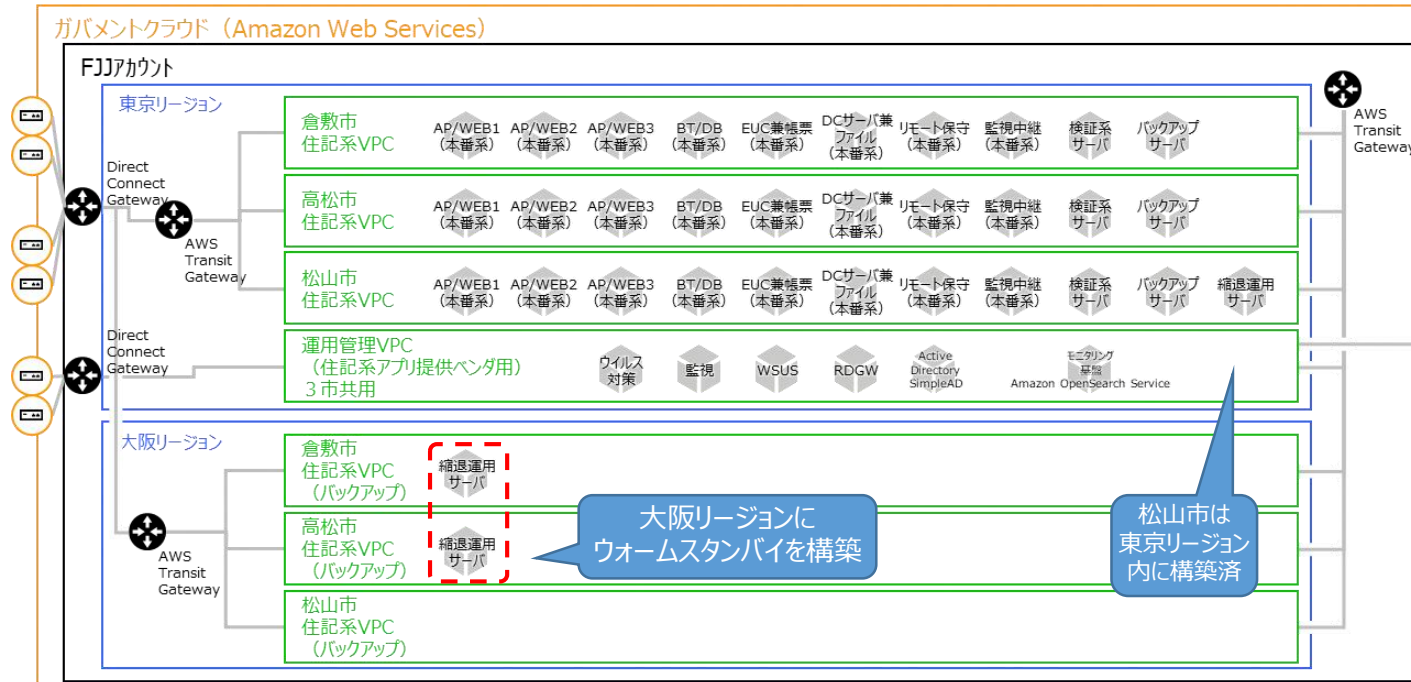 ガバメントクラウド（Amazon Web Services）
FJJアカウント
東京リージョン
AWS
Transit
Gateway
Direct
Connect
Gateway
AWS
Transit
Gateway
倉敷市
住記系VPC
AP/WEB1
（本番系）
AP/WEB2
（本番系）
AP/WEB3
（本番系）
BT/DB
（本番系）
EUC兼帳票
（本番系）
DCサーバ兼
ファイル
（本番系）
リモート保守
（本番系）
監視中継
（本番系）
検証系
サーバ
バックアップ
サーバ
高松市
住記系VPC
AP/WEB1
（本番系）
AP/WEB2
（本番系）
AP/WEB3
（本番系）
BT/DB
（本番系）
EUC兼帳票
（本番系）
DCサーバ兼
ファイル
（本番系）
リモート保守
（本番系）
監視中継
（本番系）
検証系
サーバ
バックアップ
サーバ
松山市
住記系VPC
AP/WEB1
（本番系）
AP/WEB2
（本番系）
AP/WEB3
（本番系）
BT/DB
（本番系）
EUC兼帳票
（本番系）
DCサーバ兼
ファイル
（本番系）
リモート保守
（本番系）
監視中継
（本番系）
検証系
サーバ
バックアップ
サーバ
縮退運用
サーバ
Direct
Connect
Gateway
運用管理VPC
（住記系アプリ提供ベンダ用）
３市共用
ウイルス
対策
監視
WSUS
RDGW
Active
Directory
SimpleAD
モニタリング
基盤
Amazon OpenSearch Service
大阪リージョン
AWS
Transit
Gateway
倉敷市
住記系VPC
（バックアップ）
縮退運用
サーバ
高松市
住記系VPC
（バックアップ）
縮退運用
サーバ
大阪リージョンに
ウォームスタンバイを構築
松山市は
東京リージョン
内に構築済
松山市
住記系VPC
（バックアップ）